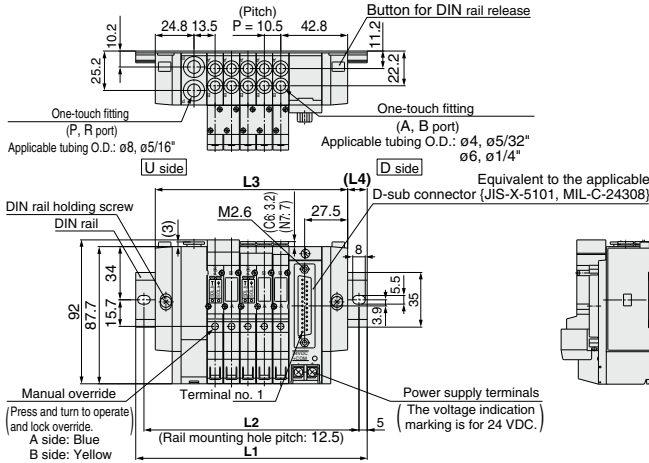 (Pitch)
24.8 13.5 P = 10.5 42.8
Button for DIN rail release
10.2
25.2
11.2
22.2
One-touch fitting
(P, R port)
Applicable tubing O.D.: ø8, ø5/16"
One-touch fitting
(A, B port)
Applicable tubing O.D.: ø4, ø5/32"
ø6, ø1/4"
U side
D side
L3
(L4)
Equivalent to the applicable
D-sub connector {JIS-X-5101, MIL-C-24308}
DIN rail holding screw
DIN rail
M2.6
(C6: 3.2)
(N7: 7)
27.5
(3)
8
92
87.7
34
15.7
5.5
3.9
35
Manual override
(Press and turn to operate
and lock override.)
A side: Blue
B side: Yellow
Terminal no. 1
Power supply terminals
(The voltage indication
marking is for 24 VDC.)
L2
(Rail mounting hole pitch: 12.5)
5
L1